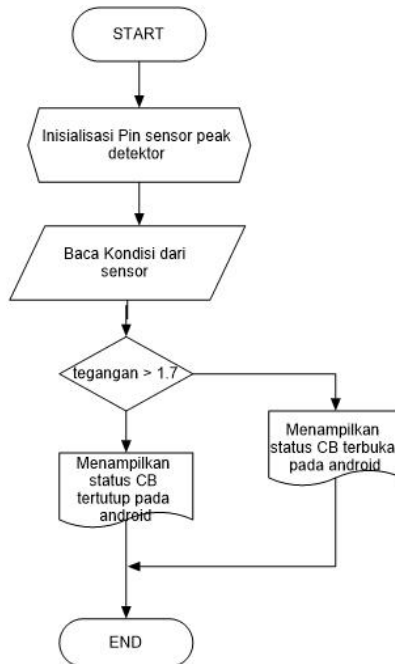 START
Inisialisasi Pin sensor peak
detektor
Baca Kondisi dari
sensor
tegangan > 1.7
Menampilkan
status CB terbuka
pada android
Menampilkan
status CB
tertutup pada
android
END